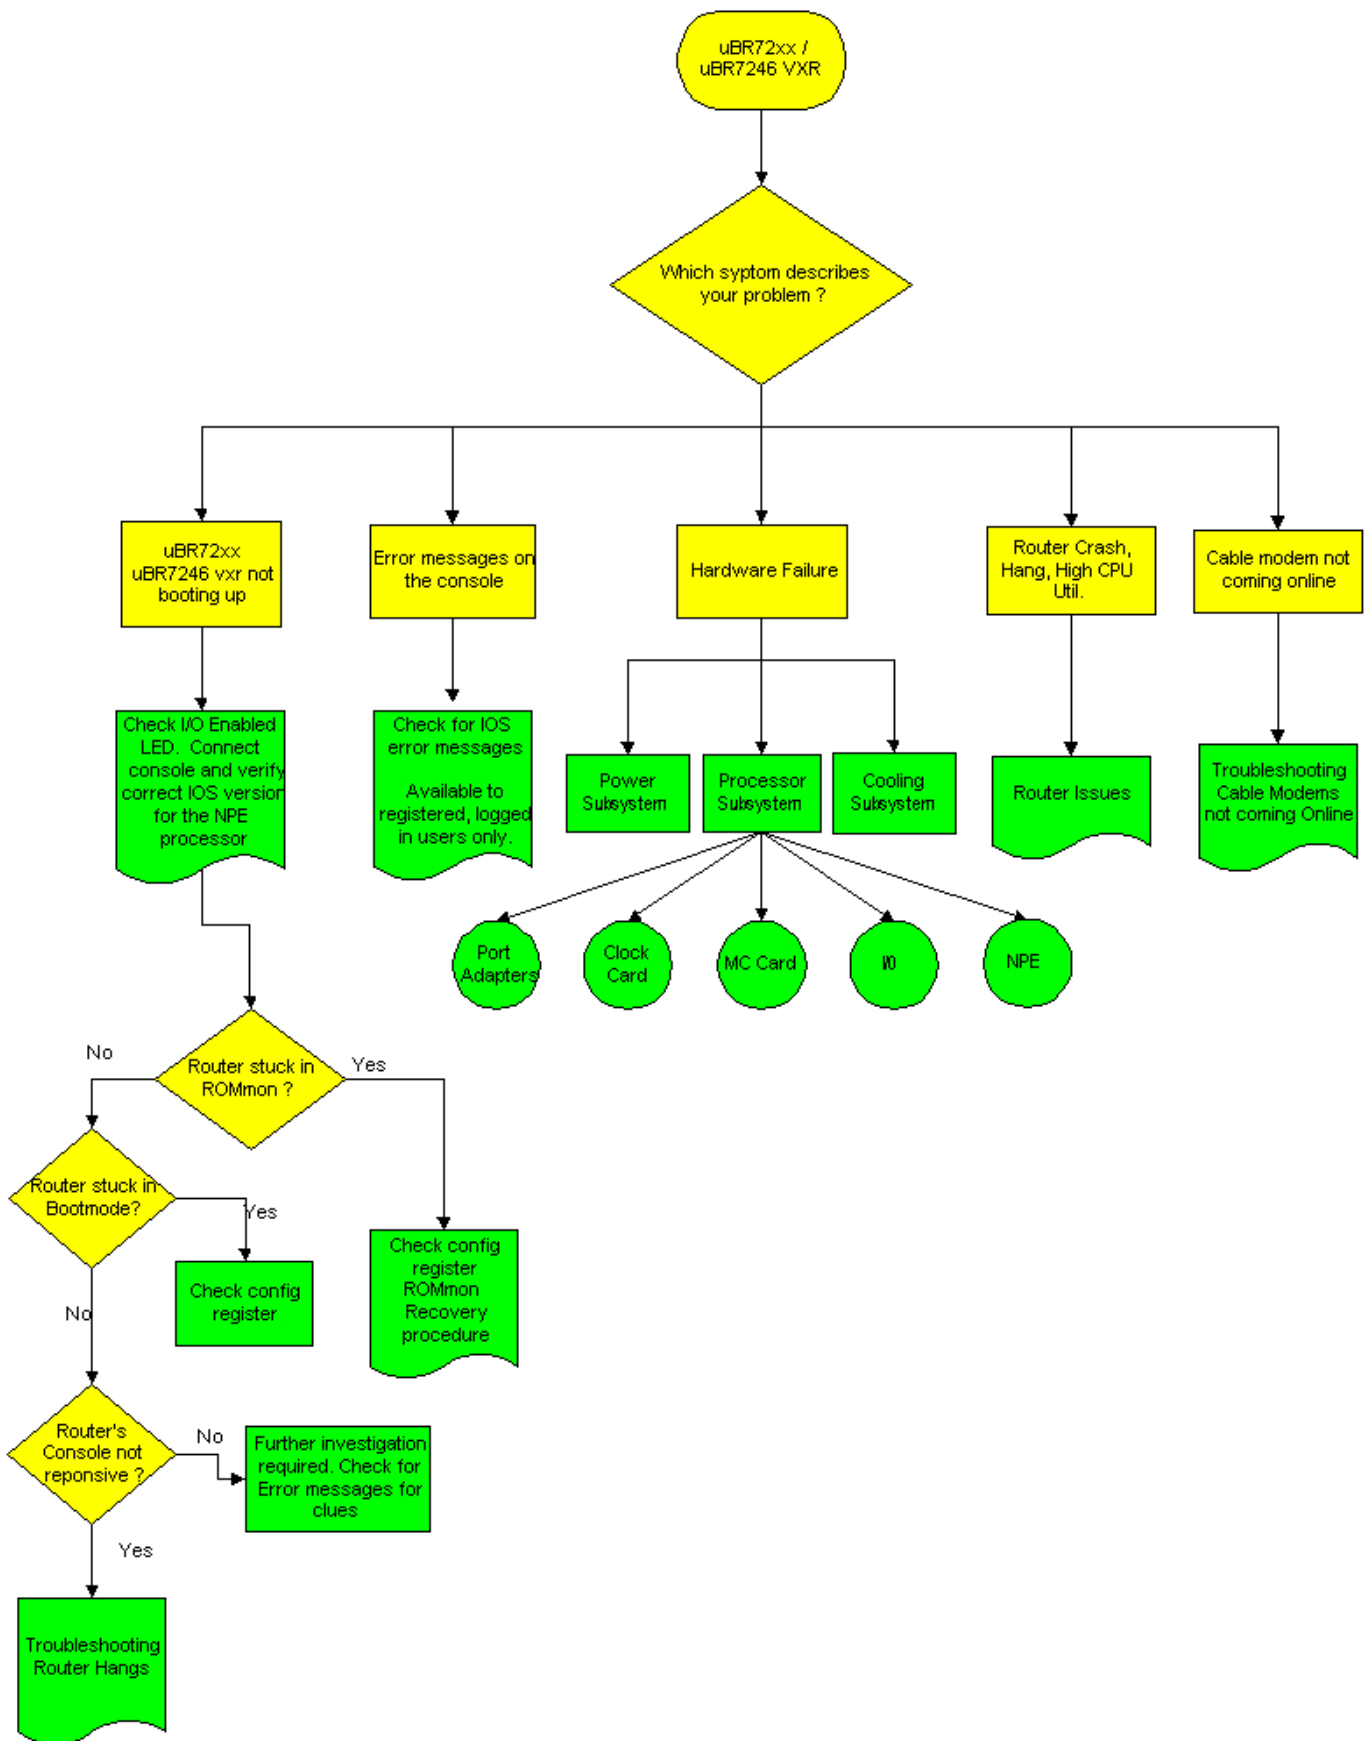 uBR72xx /
uBR7246 VXR
Which syptom describes
your problem ?
uBR72xx
uBR7246 vxr not
booting up
Error messages on
the console
Hardware Failure
Router Crash,
Hang, High CPU
Util.
Cable modem not
coming online
Check I/O Enabled
LED. Connect
console and verify
correct IOS version
for the NPE
processor
Check for IOS
error messages
Available to
registered, logged
in users only.
Power
Subsystem
Processor
Subsystem
Cooling
Subsystem
Router Issues
Troubleshooting
Cable Modems
not coming Online
Port
Adapters
Clock
Card
MC Card
I/O
NPE
No
Router stuck in
ROMmon ?
Yes
Router stuck in
Bootmode?
Yes
Check config
register
Check config
register
ROMmon
Recovery
procedure
No
Router's
Console not
reponsive ?
No
Further investigation
required. Check for
Error messages for
clues
Yes
Troubleshooting
Router Hangs